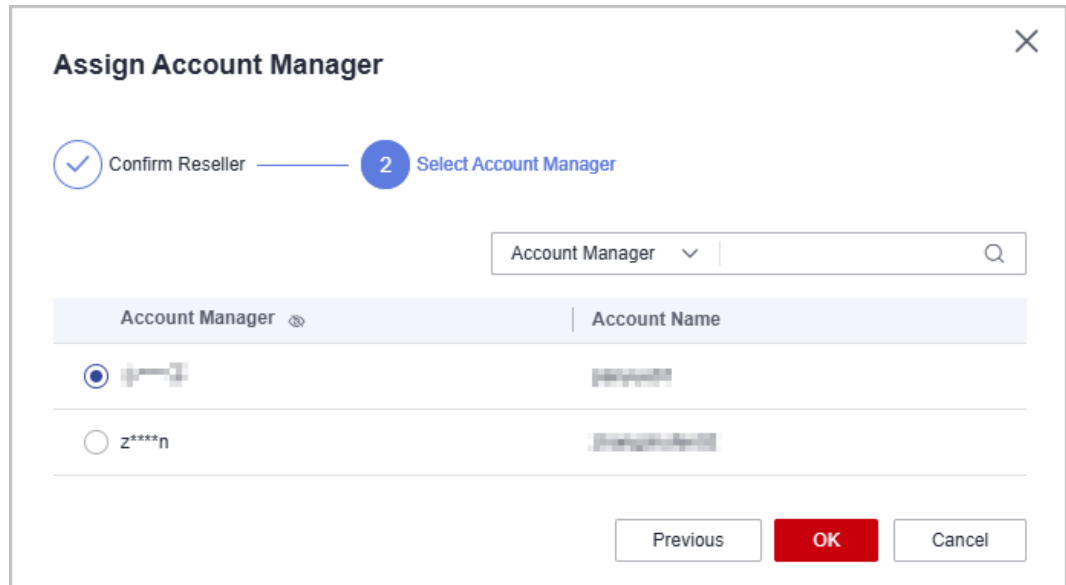 Assign Account Manager
Confirm Reseller 2 Select Account Manager
Account Manager
Account Manager Account Name
z****n
Previous OK Cancel